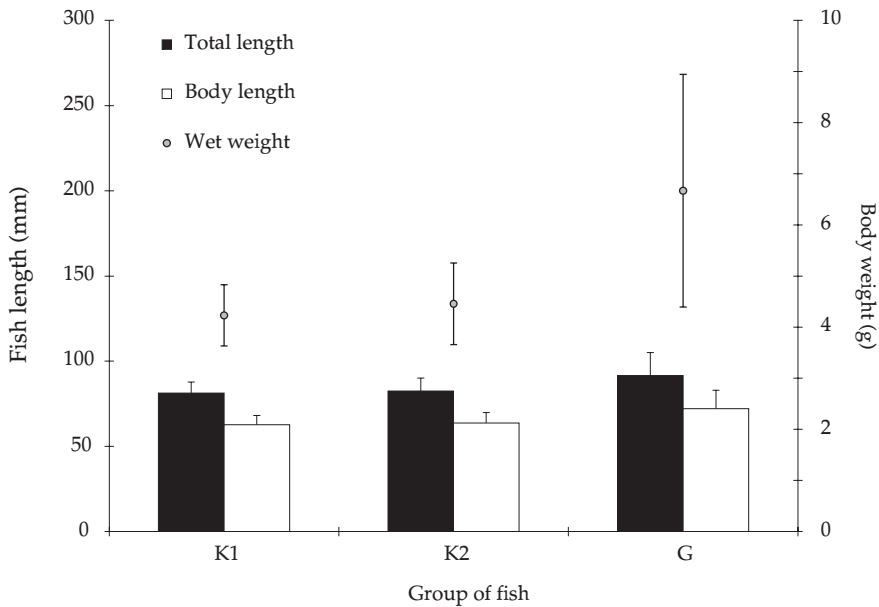 300
250
200
150
100
50
0
Fish length (mm)
Total length
Body length
Wet weight
10
8
6
4
2
0
Body weight (g)
K1
K2
G
Group of fish